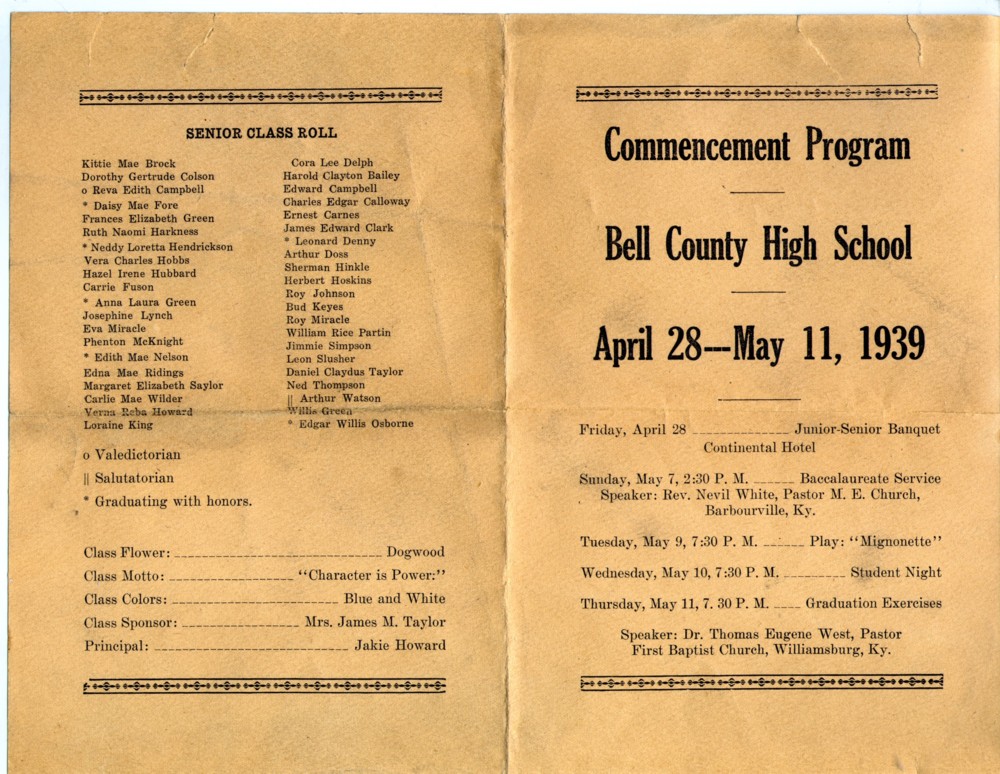 SENIOR CLASS ROLL
Kittie Mae Brock
Dorothy Gertrude Colson
o Reva Edith Campbell
* Daisy Mae Fore
Frances Elizabeth Green
Ruth Naomi Harkness
* Neddy Loretta Hendrickson
Vera Charles Hobbs
Hazel Irene Hubbard
Carrie Fuson
* Anna Laura Green
Josephine Lynch
Eva Miracle
Phenton McKnight
* Edith Mae Nelson
Edna Mae Ridings
Margaret Elizabeth Saylor
Carlie Mae Wilder
Verna Reba Howard
Loraine King
Cora Lee Delph
Harold Clayton Bailey
Edward Campbell
Charles Edgar Calloway
Ernest Carnes
James Edward Clark
* Leonard Denny
Arthur Doss
Sherman Hinkle
Herbert Hoskins
Roy Johnson
Bud Keyes
Roy Miracle
William Rice Partin
Jimmie Simpson
Leon Slusher
Daniel Claydus Taylor
Ned Thompson
|| Arthur Watson
Willis Green
* Edgar Willis Osborne
o Valedictorian
|| Salutatorian
* Graduating with honors.
Class Flower: Dogwood
Class Motto: "Character is Power:"
Class Colors: Blue and White
Class Sponsor: Mrs. James M. Taylor
Principal: Jakie Howard
Commencement Program
Bell County High School
April 28---May 11, 1939
Friday, April 28 Junior-Senior Banquet
Continental Hotel
Sunday, May 7, 2:30 P. M. Baccalaureate Service
Speaker: Rev. Nevil White, Pastor M. E. Church,
Barbourville, Ky.
Tuesday, May 9, 7:30 P. M. Play: "Mignonette"
Wednesday, May 10, 7:30 P. M. Student Night
Thursday, May 11, 7. 30 P. M. Graduation Exercises
Speaker: Dr. Thomas Eugene West, Pastor
First Baptist Church, Williamsburg, Ky.